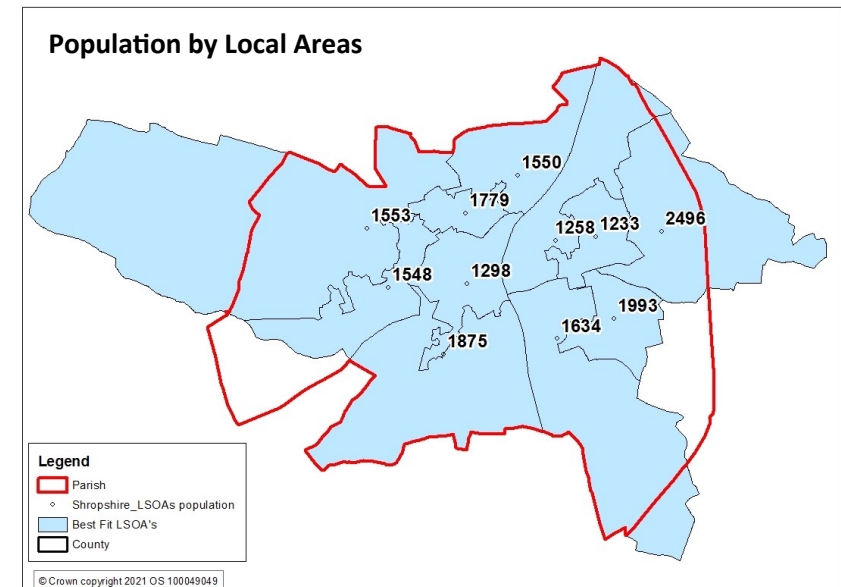 Population by Local Areas
1550
1779
1553
1258
1233
2496
1548
1298
1993
1634
1875
Legend
Parish
Shropshire_LSOAs population
Best Fit LSOA's
County
© Crown copyright 2021 OS 100049049